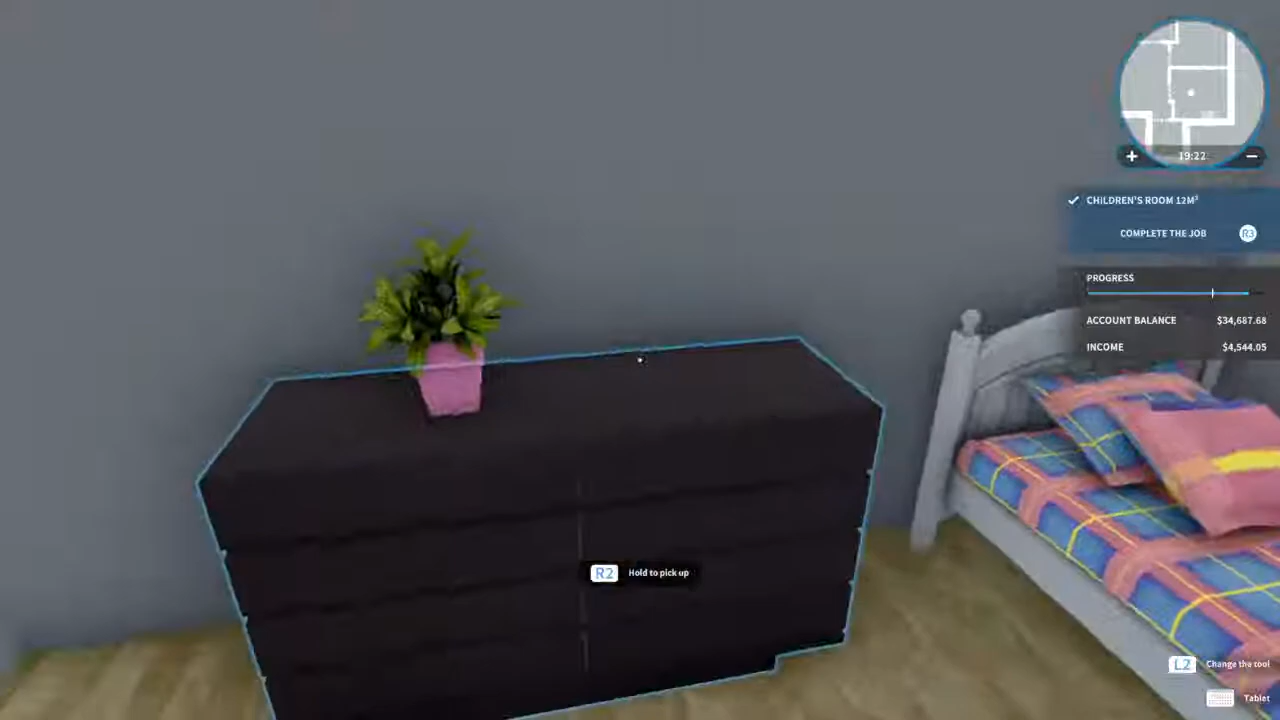 19:22
CHILDREN'S ROOM 12M²
COMPLETE THE JOB R3
PROGRESS
ACCOUNT BALANCE $34,687.68
INCOME $4,544.05
R2 Hold to pick up
L2 Change the tool
Tablet